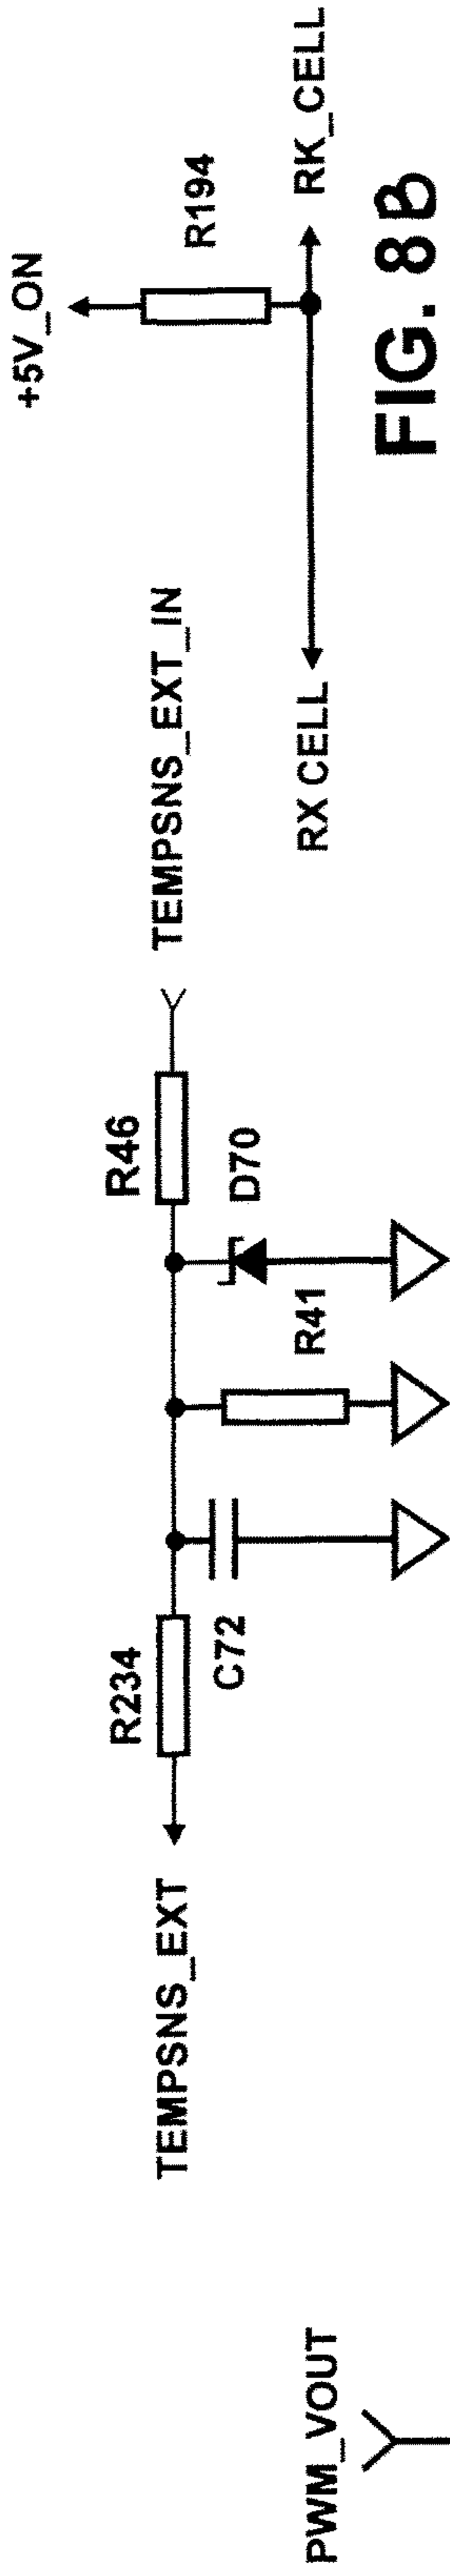 +5V_ON
R194
RK_CELL
RX CELL
TEMPSNS_EXT_IN
R46
D70
R41
C72
R234
TEMPSNS_EXT
PWM_VOUT
FIG. 8B